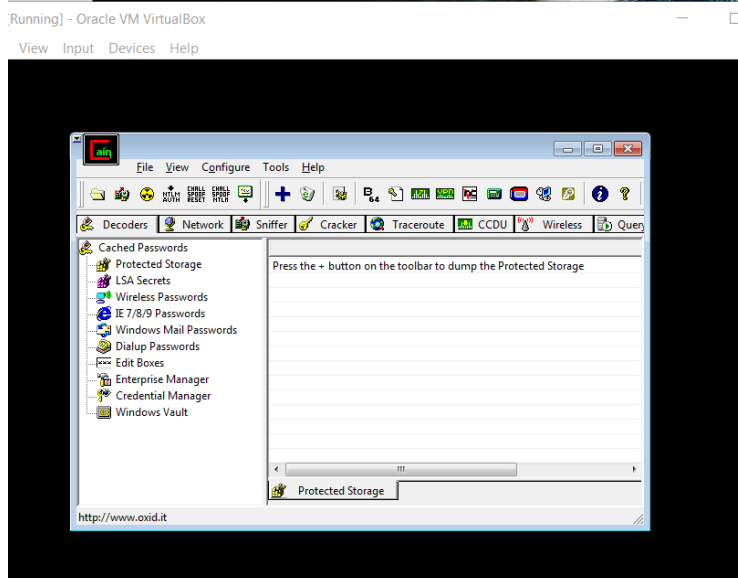 [Running] - Oracle VM VirtualBox
View Input Devices Help
ain
File View Configure Tools Help
NTLM AUTH CHALL SPOOF RESET CHALL SPOOF NTLM B64
Decoders Network Sniffer Cracker Traceroute CCDU Wireless Query
Cached Passwords
Protected Storage
LSA Secrets
Wireless Passwords
IE 7/8/9 Passwords
Windows Mail Passwords
Dialup Passwords
Edit Boxes
Enterprise Manager
Credential Manager
Windows Vault
Press the + button on the toolbar to dump the Protected Storage
Protected Storage
http://www.oxid.it